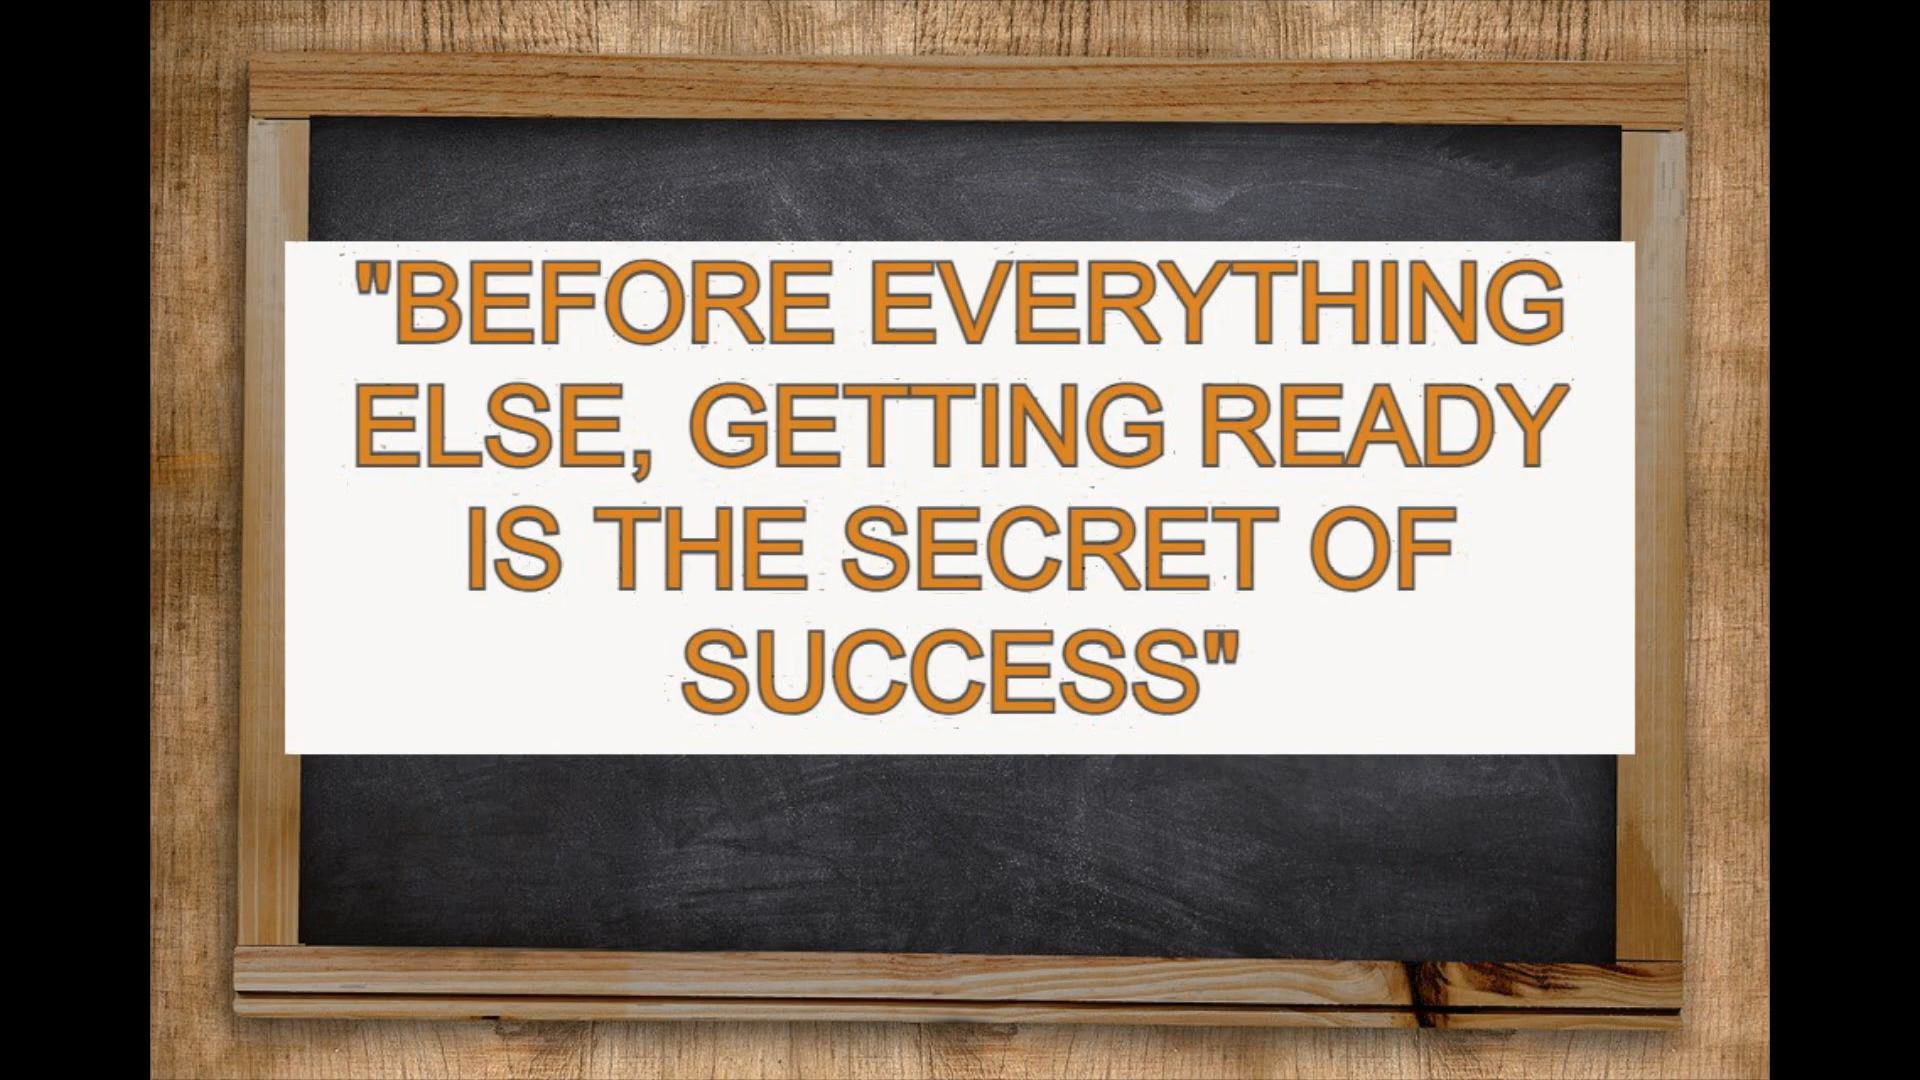 "BEFORE EVERYTHING
ELSE, GETTING READY
IS THE SECRET OF
SUCCESS"